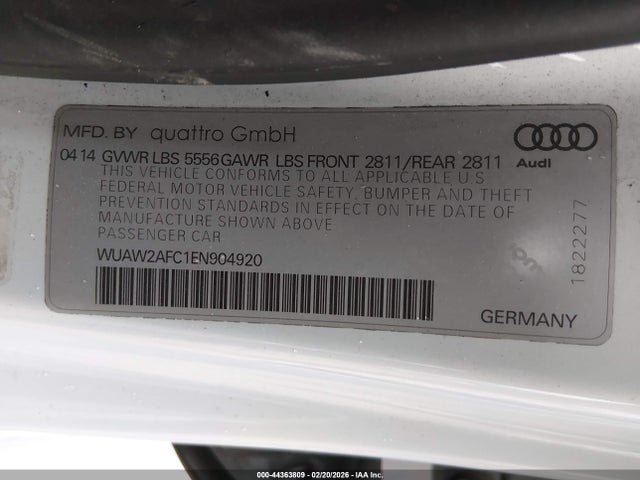 MFD. BY quattro GmbH
0414 GVWR LBS 5556 GAWR LBS FRONT 2811/REAR 2811
Audi
THIS VEHICLE CONFORMS TO ALL APPLICABLE U S
FEDERAL MOTOR VEHICLE SAFETY, BUMPER AND THEFT
PREVENTION STANDARDS IN EFFECT ON THE DATE OF
MANUFACTURE SHOWN ABOVE
PASSENGER CAR
WUAW2AFC1EN904920
GERMANY
1822277
000-44363809 - 02/20/2026 - IAA Inc.